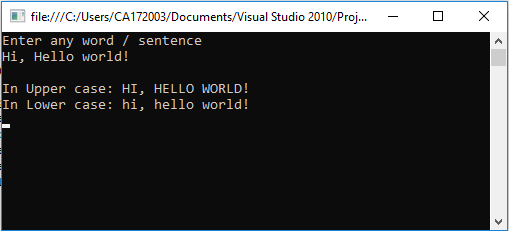 file:///C:/Users/CA172003/Documents/Visual Studio 2010/Proj...
Enter any word / sentence
Hi, Hello world!
In Upper case: HI, HELLO WORLD!
In Lower case: hi, hello world!